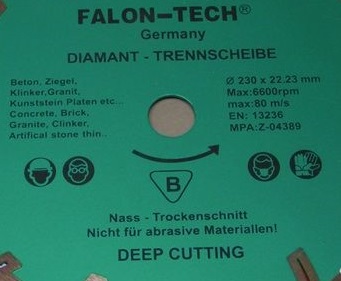 FALON-TECH®
Germany
DIAMANT - TRENNSCHEIBE
Beton, Ziegel,
Klinker,Granit,
Kunststein Platen etc...
Concrete, Brick,
Granite, Clinker,
Artifical stone thin..
Ø 230 x 22.23 mm
Max:6600rpm
max:80 m/s
EN: 13236
MPA:Z-04389
B
Nass - Trockenschnitt
Nicht für abrasive Materialien!
DEEP CUTTING